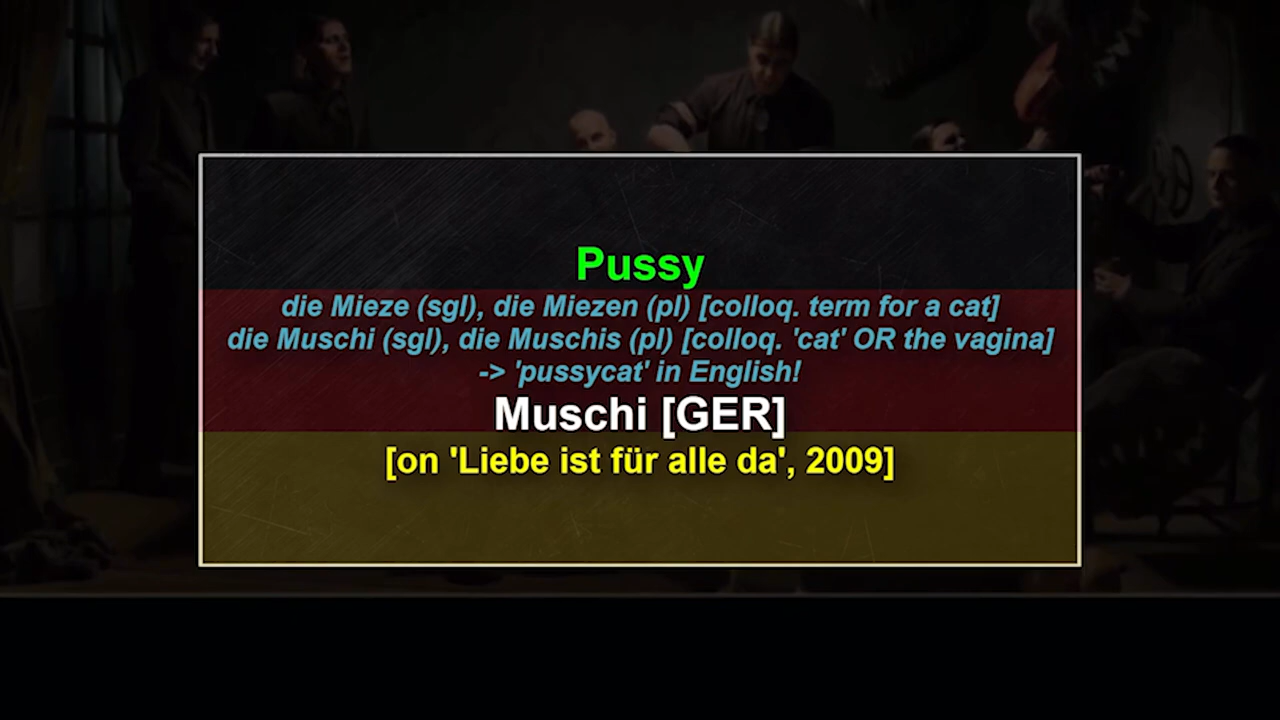 Pussy
die Mieze (sgl), die Miezen (pl) [colloq. term for a cat]
die Muschi (sgl), die Muschis (pl) [colloq. 'cat' OR the vagina]
-> 'pussycat' in English!
Muschi [GER]
[on 'Liebe ist für alle da', 2009]